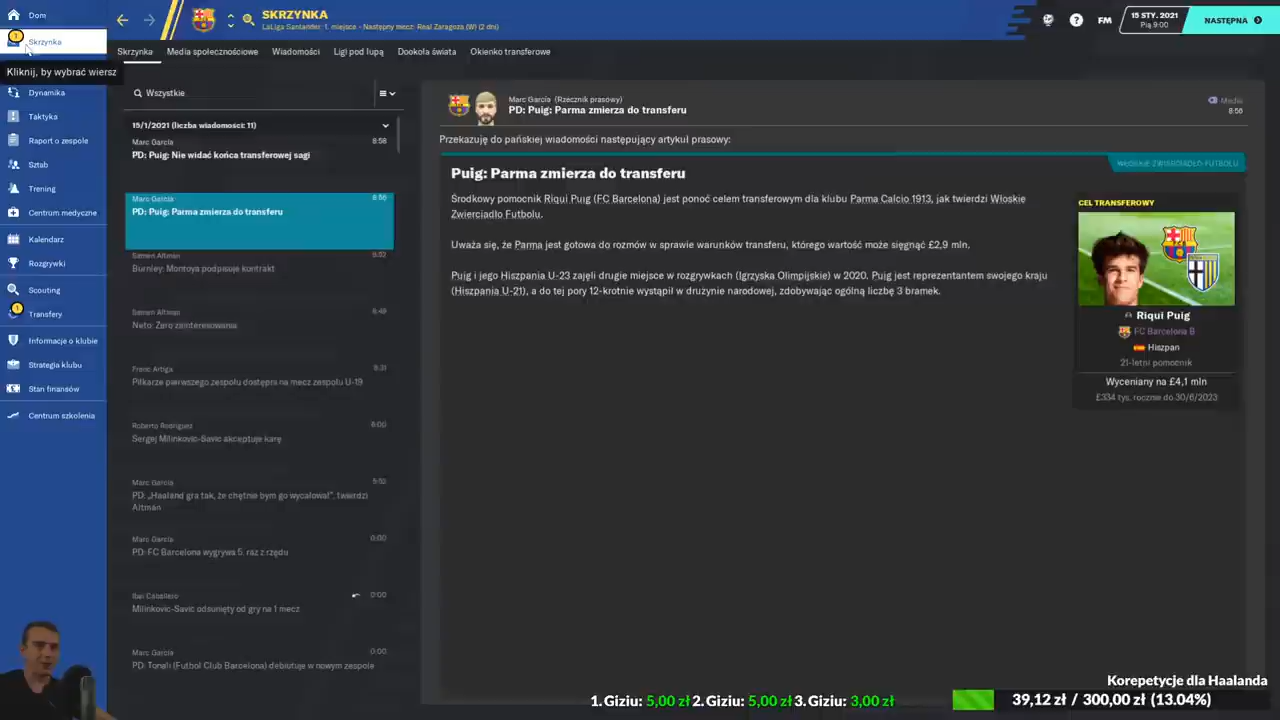 Dom
Skrzynka
Kliknij, by wybrać wiersz
Dynamika
Taktyka
Raport o zespole
Sztab
Trening
Centrum medyczne
Kalendarz
Rozgrywki
Scouting
Transfery
Informacje o klubie
Strategia klubu
Stan finansów
Centrum szkolenia
SKRZYNKA
LaLiga Santander: 1. miejsce - Następny mecz: Real Zaragoza (W) (2 dni)
FM
15 STY. 2021
Pią 9:00
NASTĘPNA
Skrzynka Media społecznościowe Wiadomości Ligi pod lupą Dookoła świata Okienko transferowe
Wszystkie
15/1/2021 (liczba wiadomości: 11)
Marc García 8:58
PD: Puig: Nie widać końca transferowej sagi
Marc García 8:56
PD: Puig: Parma zmierza do transferu
Simen Altman 8:52
Burnley: Montoya podpisuje kontrakt
Simen Altman 8:49
Neto: Zero zainteresowania
Franc Artiga 8:31
Piłkarze pierwszego zespołu dostępni na mecz zespołu U-19
Roberto Rodríguez 8:00
Sergej Milinkovic-Savic akceptuje karę
Marc García
PD: „Haaland gra tak, że chętnie bym go wycałował", twierdzi
Altman
Marc García 0:00
PD: FC Barcelona wygrywa 5. raz z rzędu
Caballero 0:00
Milinkovic-Savic odsunięty od gry na 1 mecz
Marc García 0:00
PD: Tonali (Futbol Club Barcelona) debiutuje w nowym zespole
Marc García (Rzecznik prasowy)
PD: Puig: Parma zmierza do transferu
Media
8:56
Przekazuję do pańskiej wiadomości następujący artykuł prasowy:
WŁOSKIE ZWIERCIADŁO FUTBOLU
Puig: Parma zmierza do transferu
Środkowy pomocnik Riqui Puig (FC Barcelona) jest ponoć celem transferowym dla klubu Parma Calcio 1913, jak twierdzi Włoskie
Zwierciadło Futbolu.
Uważa się, że Parma jest gotowa do rozmów w sprawie warunków transferu, którego wartość może sięgnąć £2,9 mln,
Puig i jego Hiszpania U-23 zajęli drugie miejsce w rozgrywkach (Igrzyska Olimpijskie) w 2020. Puig jest reprezentantem swojego kraju
(Hiszpania U-21), a do tej pory 12-krotnie wystąpił w drużynie narodowej, zdobywając ogólną liczbę 3 bramek.
CEL TRANSFEROWY
Riqui Puig
FC Barcelona B
Hiszpan
21-letni pomocnik
Wyceniany na £4,1 mln
£334 tys. rocznie do 30/6/2023
Korepetycje dla Haalanda
1. Giziu: 5,00 zł 2. Giziu: 5,00 zł 3. Giziu: 3,00 zł
39,12 zł / 300,00 zł (13.04%)